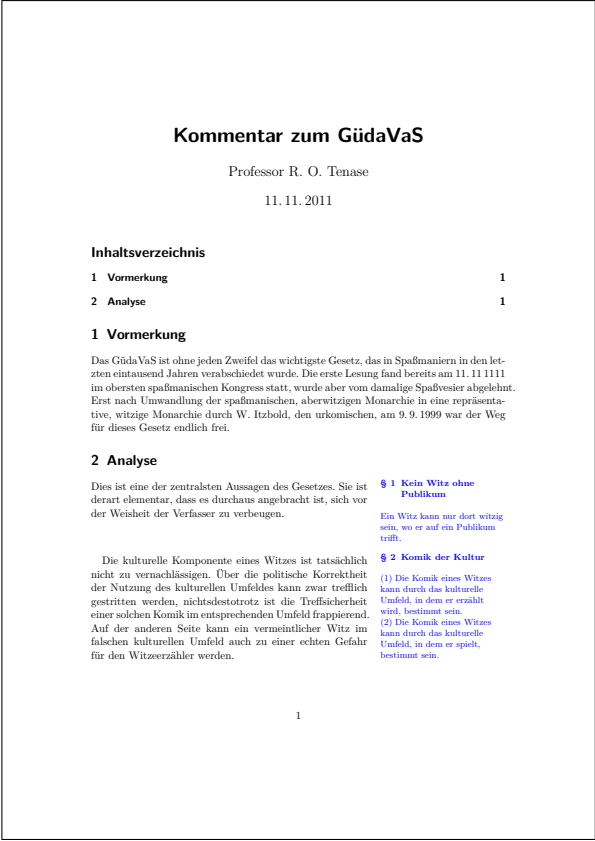 Kommentar zum GüdaVaS
Professor R. O. Tenase
11. 11. 2011
Inhaltsverzeichnis
1 Vormerkung 1
2 Analyse 1
1 Vormerkung
Das GüdaVaS ist ohne jeden Zweifel das wichtigste Gesetz, das in Spaßmaniern in den let-
zten eintausend Jahren verabschiedet wurde. Die erste Lesung fand bereits am 11. 11 1111
im obersten spaßmanischen Kongress statt, wurde aber vom damalige Spaßvesier abgelehnt.
Erst nach Umwandlung der spaßmanischen, aberwitzigen Monarchie in eine repräsenta-
tive, witzige Monarchie durch W. Itzbold, den urkomischen, am 9. 9. 1999 war der Weg
für dieses Gesetz endlich frei.
2 Analyse
Dies ist eine der zentralsten Aussagen des Gesetzes. Sie ist
derart elementar, dass es durchaus angebracht ist, sich vor
der Weisheit der Verfasser zu verbeugen.
§ 1 Kein Witz ohne
Publikum
Ein Witz kann nur dort witzig
sein, wo er auf ein Publikum
trifft.
Die kulturelle Komponente eines Witzes ist tatsächlich
nicht zu vernachlässigen. Über die politische Korrektheit
der Nutzung des kulturellen Umfeldes kann zwar trefflich
gestritten werden, nichtsdestotrotz ist die Treffsicherheit
einer solchen Komik im entsprechenden Umfeld frappierend.
Auf der anderen Seite kann ein vermeintlicher Witz im
falschen kulturellen Umfeld auch zu einer echten Gefahr
für den Witzeerzähler werden.
§ 2 Komik der Kultur
(1) Die Komik eines Witzes
kann durch das kulturelle
Umfeld, in dem er erzählt
wird, bestimmt sein.
(2) Die Komik eines Witzes
kann durch das kulturelle
Umfeld, in dem er spielt,
bestimmt sein.
1